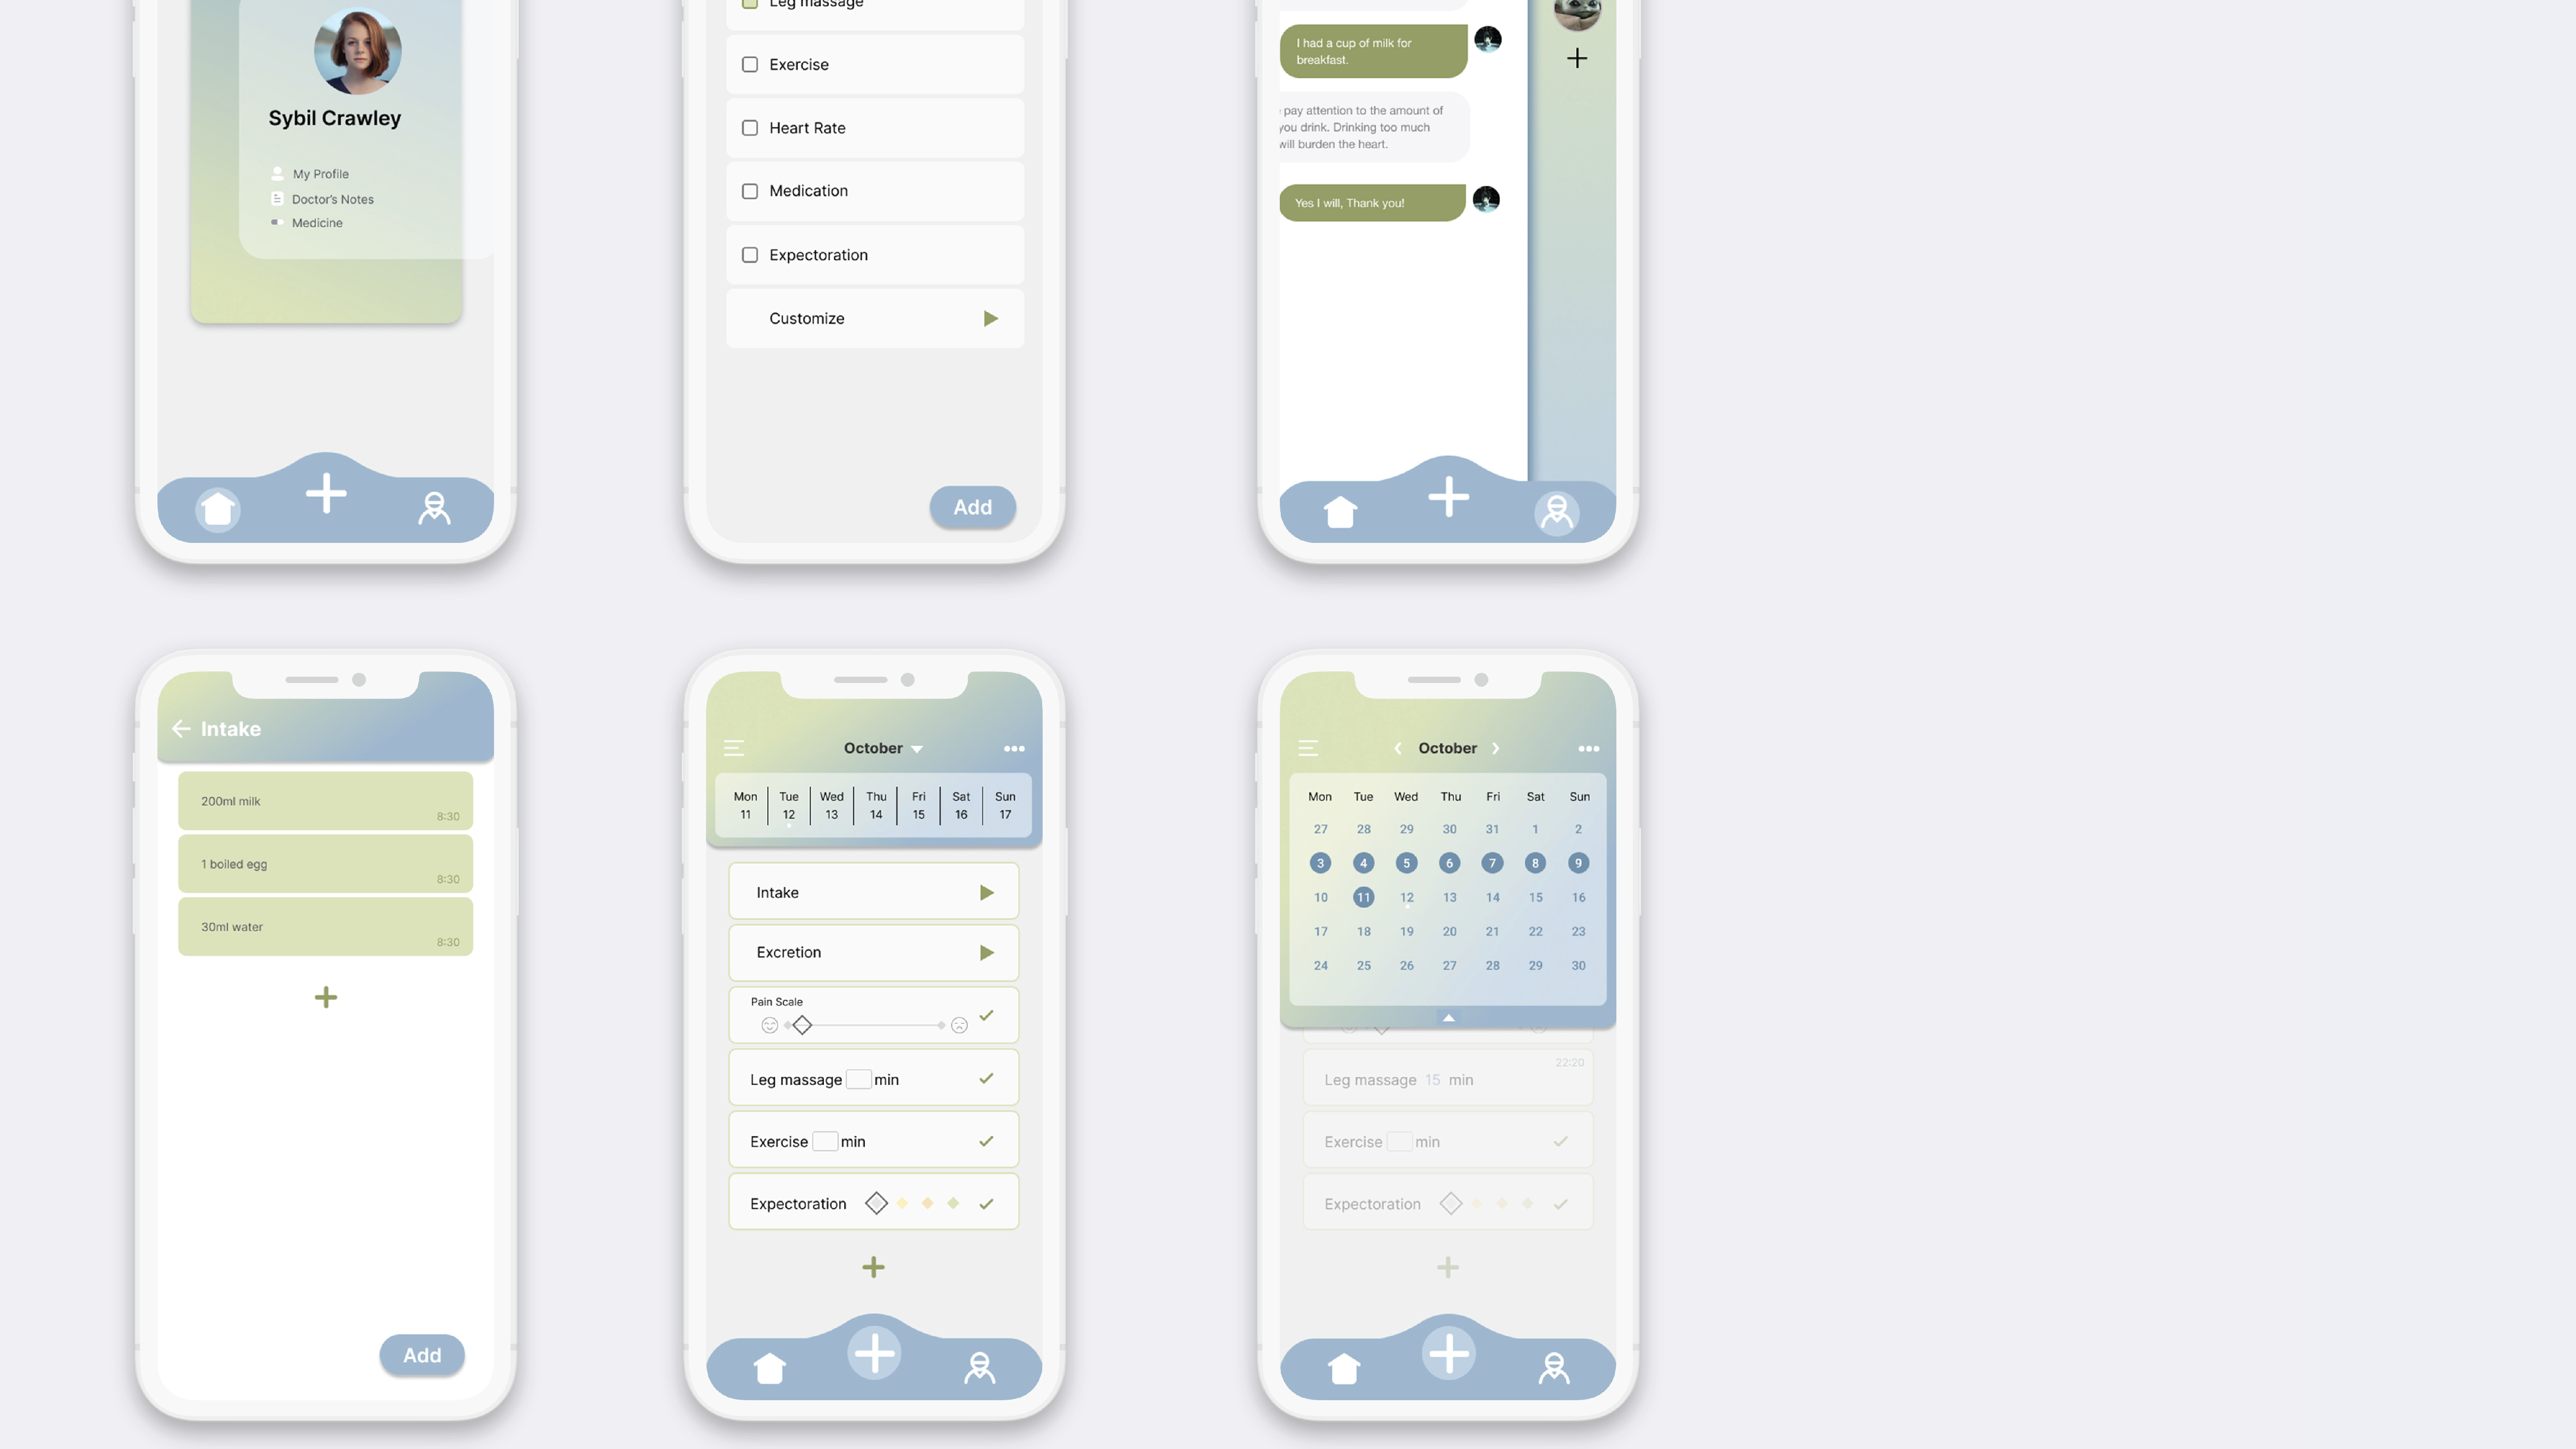 Sybil Crawley
My Profile
Doctor's Notes
Medicine
Leg massage
Exercise
Heart Rate
Medication
Expectoration
Customize
Add
I had a cup of milk for
breakfast.
pay attention to the amount of
you drink. Drinking too much
will burden the heart.
Yes I will, Thank you!
Intake
200ml milk
8:30
1 boiled egg
8:30
30ml water
8:30
Add
October
Mon Tue Wed Thu Fri Sat Sun
11 12 13 14 15 16 17
Intake
Excretion
Pain Scale
Leg massage min
Exercise min
Expectoration
October
Mon Tue Wed Thu Fri Sat Sun
27 28 29 30 31 1 2
3 4 5 6 7 8 9
10 11 12 13 14 15 16
17 18 19 20 21 22 23
24 25 26 27 28 29 30
22:20
Leg massage 15 min
Exercise min
Expectoration